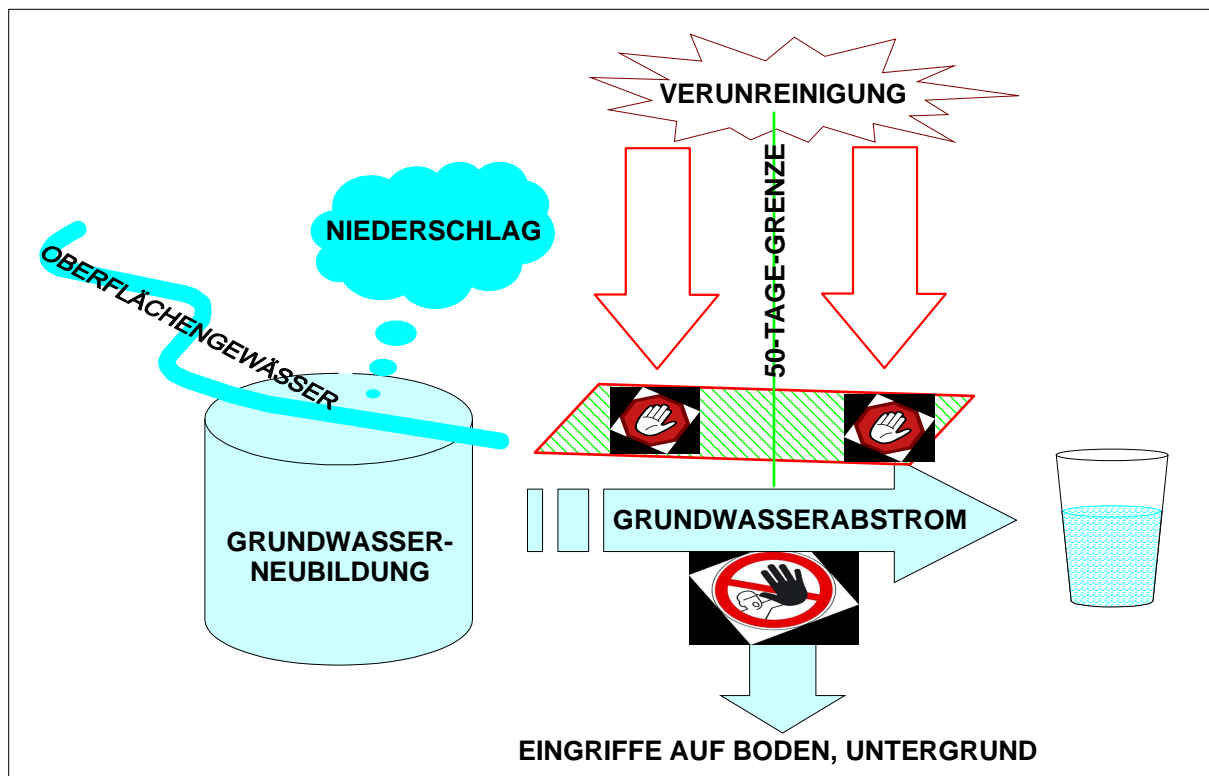 VERUNREINIGUNG
50-TAGE-GRENZE
NIEDERSCHLAG
OBERFLÄCHENGEWÄSSER
GRUNDWASSERABSTROM
GRUNDWASSER-
NEUBILDUNG
EINGRIFFE AUF BODEN, UNTERGRUND